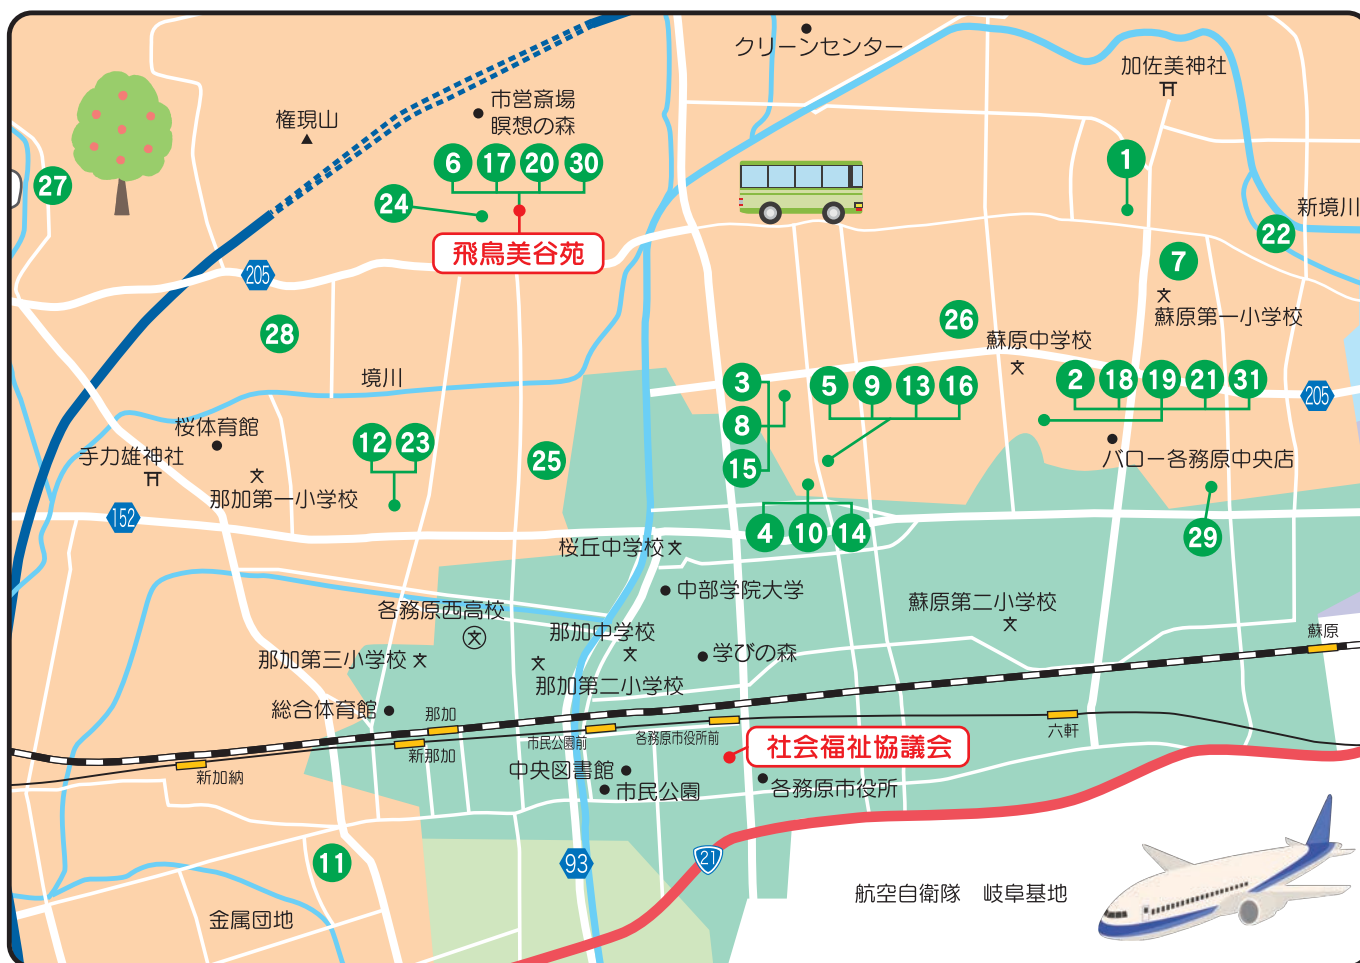 クリーンセンター
加佐美神社
市営斎場
瞑想の森
権現山
6 17 20 30
1
27
24
新境川
22
飛鳥美谷苑
7
205
蘇原第一小学校
28
26
蘇原中学校
境川
3
5 9 13 16
2 18 19 21 31
205
8
桜体育館
12 23
25
15
バロー各務原中央店
手力雄神社
那加第一小学校
152
4 10 14
29
桜丘中学校
中部学院大学
各務原西高校
蘇原第二小学校
那加中学校
蘇原
学びの森
那加第三小学校
那加第二小学校
総合体育館
那加
市民公園前
各務原市役所前
六軒
新那加
社会福祉協議会
新加納
中央図書館
各務原市役所
市民公園
11
93
21
航空自衛隊 岐阜基地
金属団地